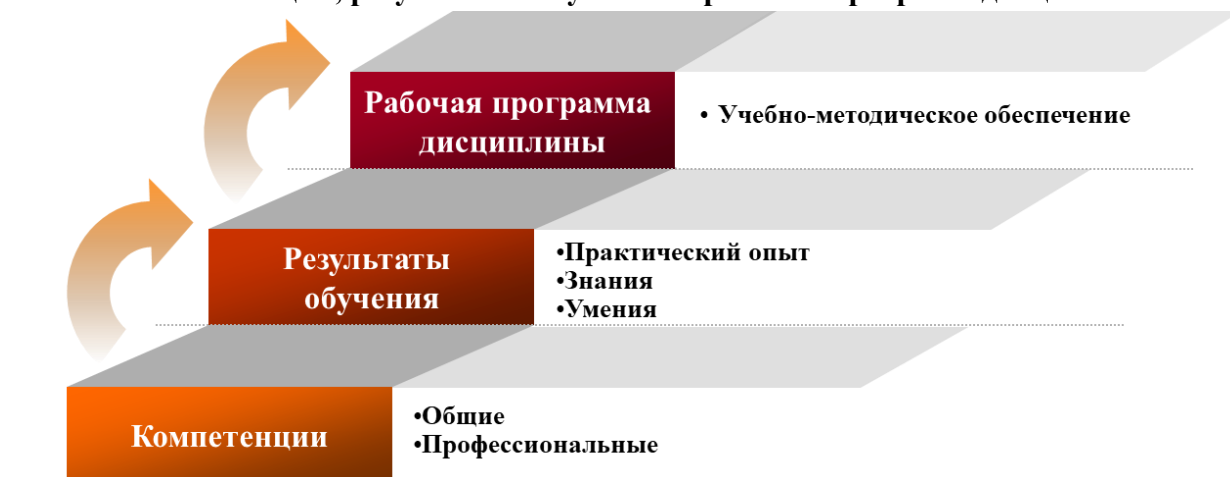 Рабочая программа
дисциплины
• Учебно-методическое обеспечение
Результаты
обучения
•Практический опыт
•Знания
•Умения
Компетенции
•Общие
•Профессиональные